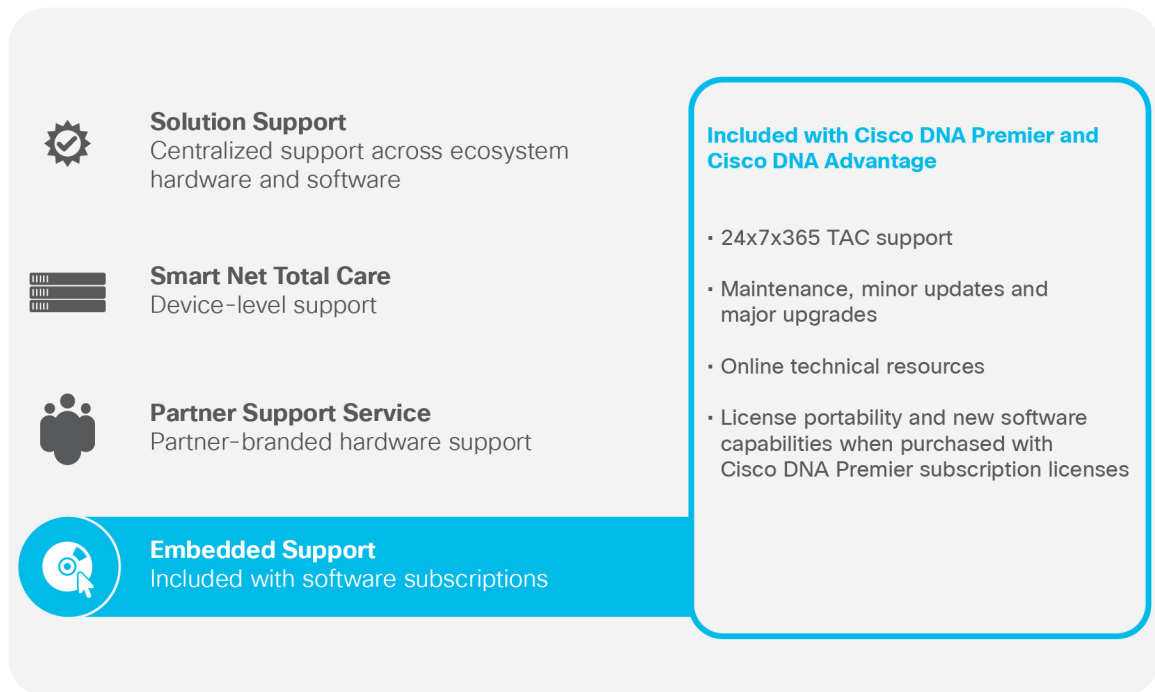 Solution Support
Centralized support across ecosystem
hardware and software
Smart Net Total Care
Device-level support
Partner Support Service
Partner-branded hardware support
Embedded Support
Included with software subscriptions
Included with Cisco DNA Premier and
Cisco DNA Advantage
· 24x7x365 TAC support
· Maintenance, minor updates and
major upgrades
· Online technical resources
· License portability and new software
capabilities when purchased with
Cisco DNA Premier subscription licenses